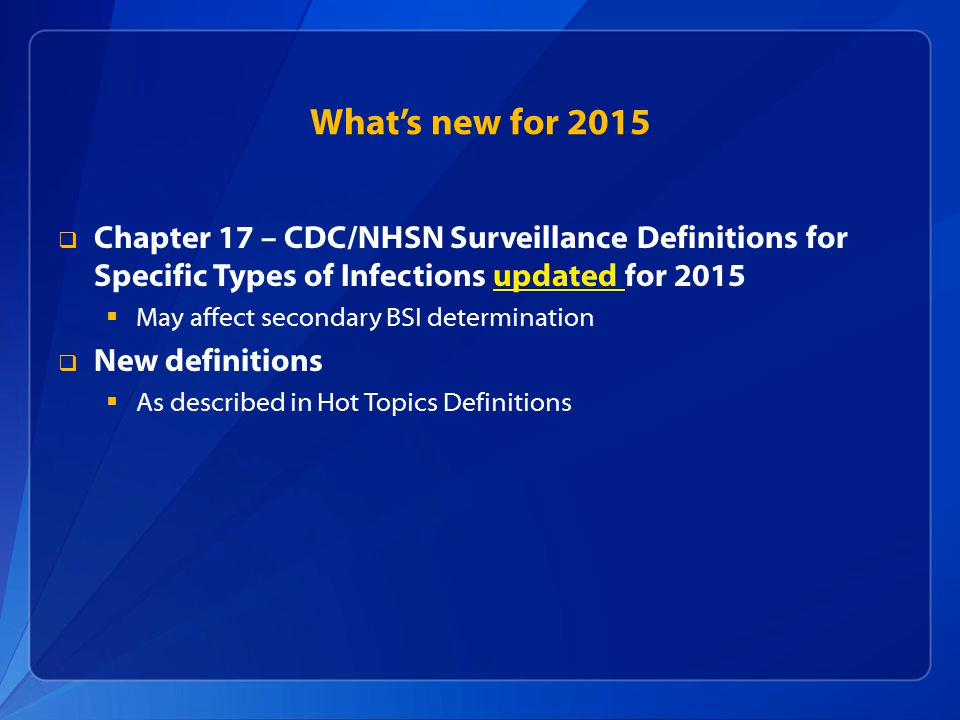 What’s new for 2015
Chapter 17 – CDC/NHSN Surveillance Definitions for
Specific Types of Infections updated for 2015
May affect secondary BSI determination
New definitions
As described in Hot Topics Definitions